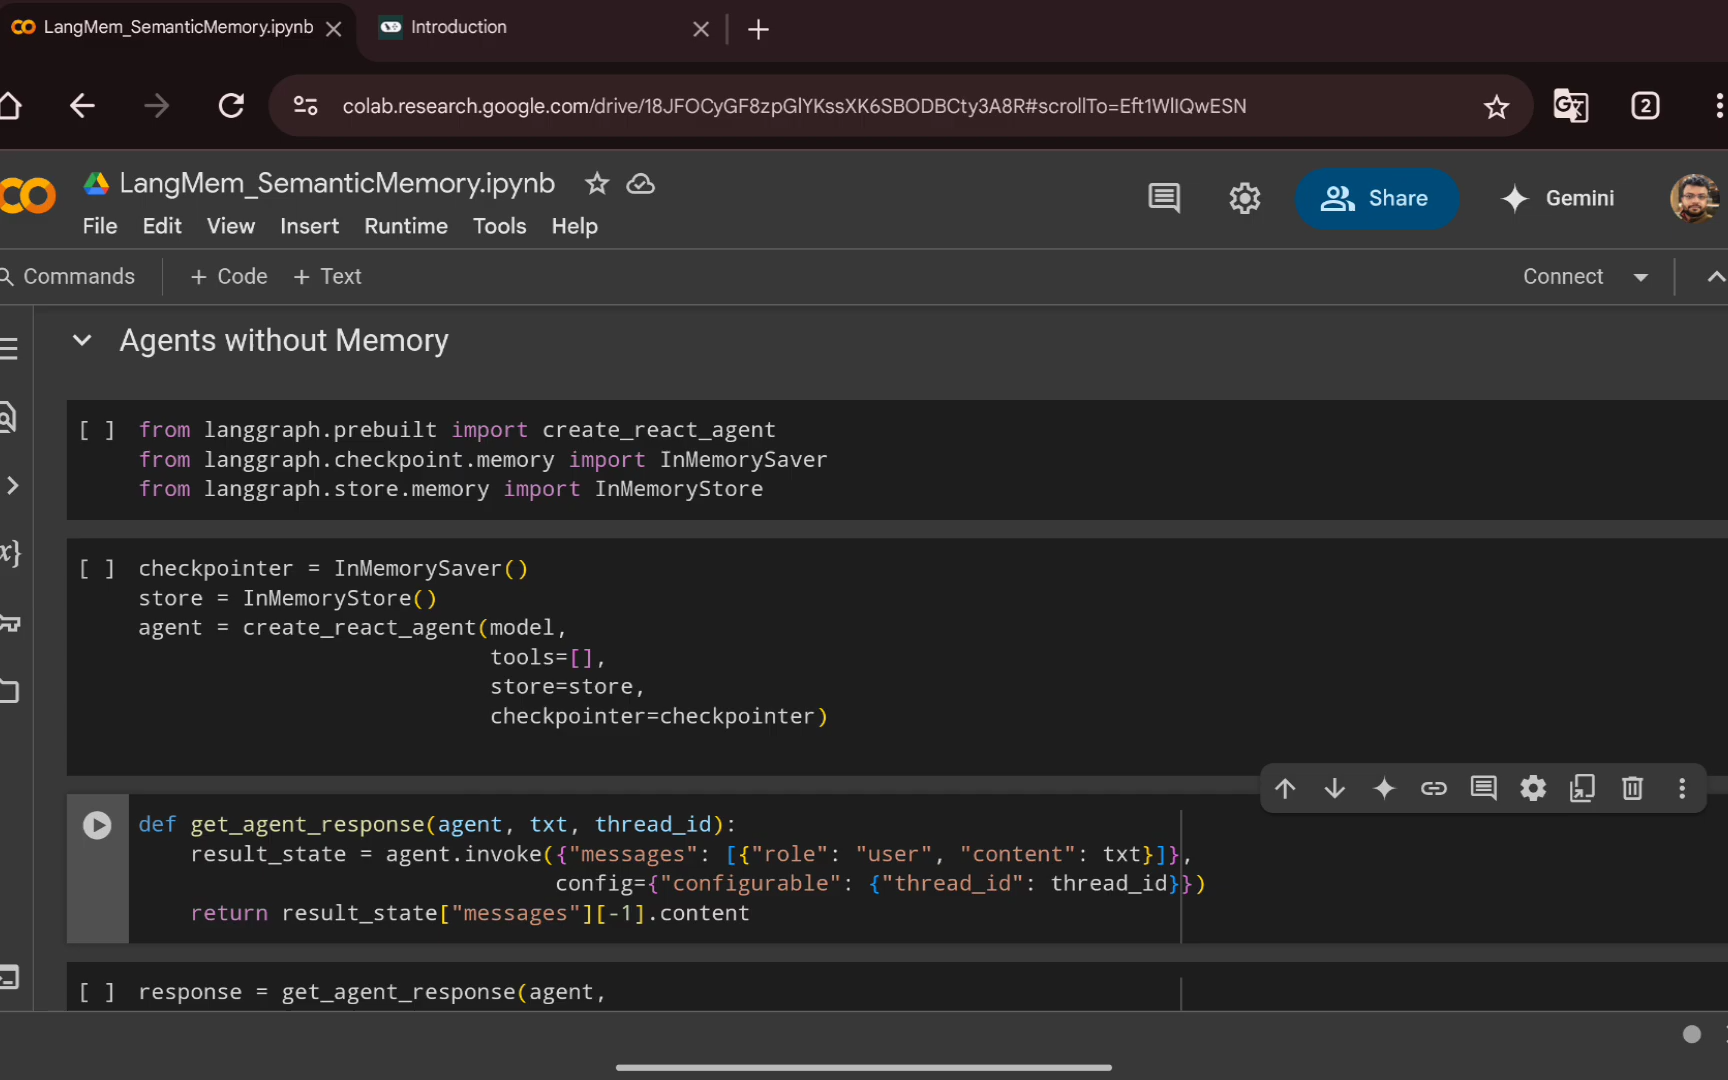 LangMem_SemanticMemory.ipynb
Introduction
colab.research.google.com/drive/18JFOCyGF8zpGlYKssXK6SBODBCty3A8R#scrollTo=Eft1WlIQwESN
2
LangMem_SemanticMemory.ipynb
File Edit View Insert Runtime Tools Help
Share
Gemini
Commands
+ Code + Text
Connect
Agents without Memory
[ ] from langgraph.prebuilt import create_react_agent
from langgraph.checkpoint.memory import InMemorySaver
from langgraph.store.memory import InMemoryStore
[ ] checkpointer = InMemorySaver()
store = InMemoryStore()
agent = create_react_agent(model,
tools=[],
store=store,
checkpointer=checkpointer)
def get_agent_response(agent, txt, thread_id):
result_state = agent.invoke({"messages": [{"role": "user", "content": txt}]},
config={"configurable": {"thread_id": thread_id}})
return result_state["messages"][-1].content
[ ] response = get_agent_response(agent,